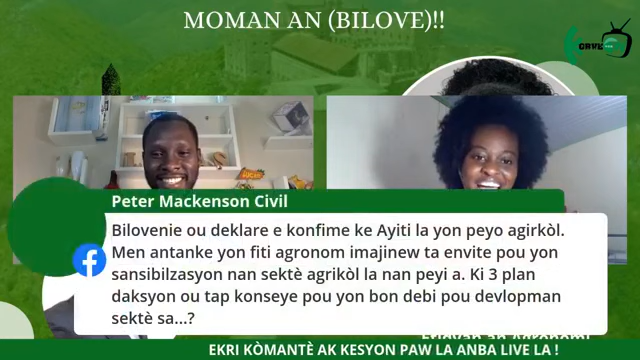 MOMAN AN (BILOVE)!!
Peter Mackenson Civil
Bilovenie ou deklare e konfime ke Ayiti la yon peyo agirkòl.
Men antanke yon fiti agronom imajinew ta envite pou yon
sansibilzasyon nan sektè agrikòl la nan peyi a. Ki 3 plan
daksyon ou tap konseye pou yon bon debi pou devlopman
sektè sa...?
Etidyan an Agronomi
EKRI KÒMANTÈ AK KESYON PAW LA ANBA LIVE LA !